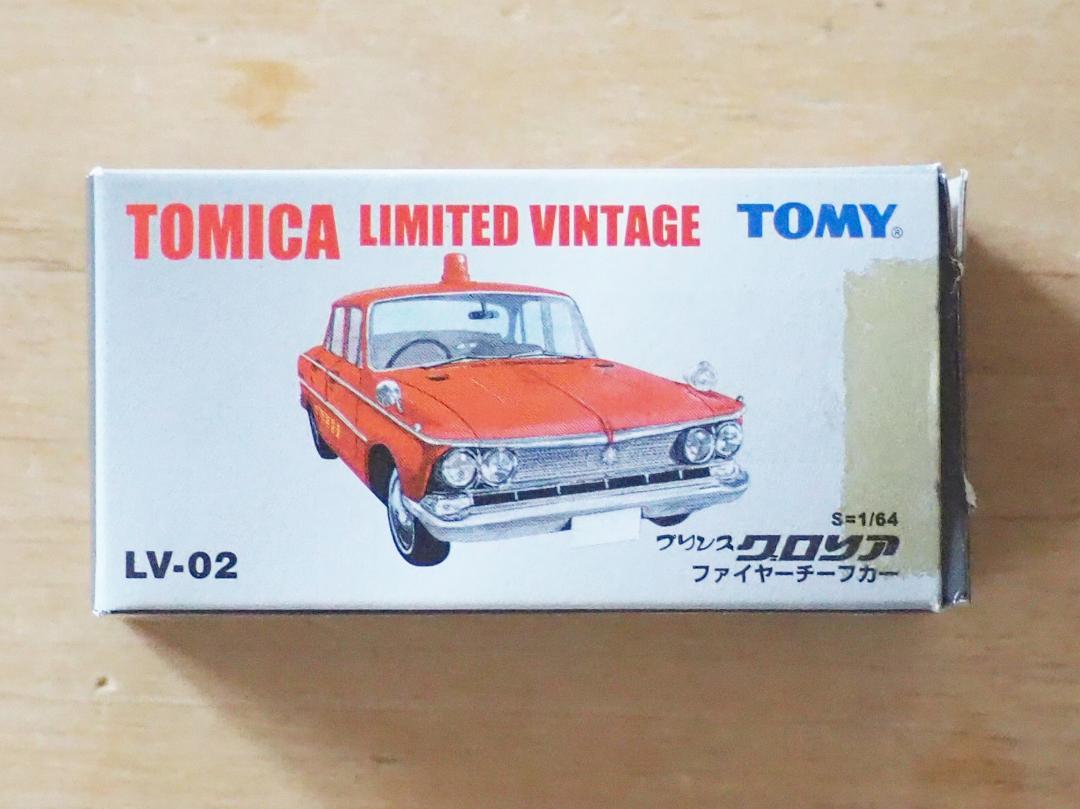 TOMICA LIMITED VINTAGE TOMY®
S=1/64
プリンス グロリア
LV-02 ファイヤーチーフカー